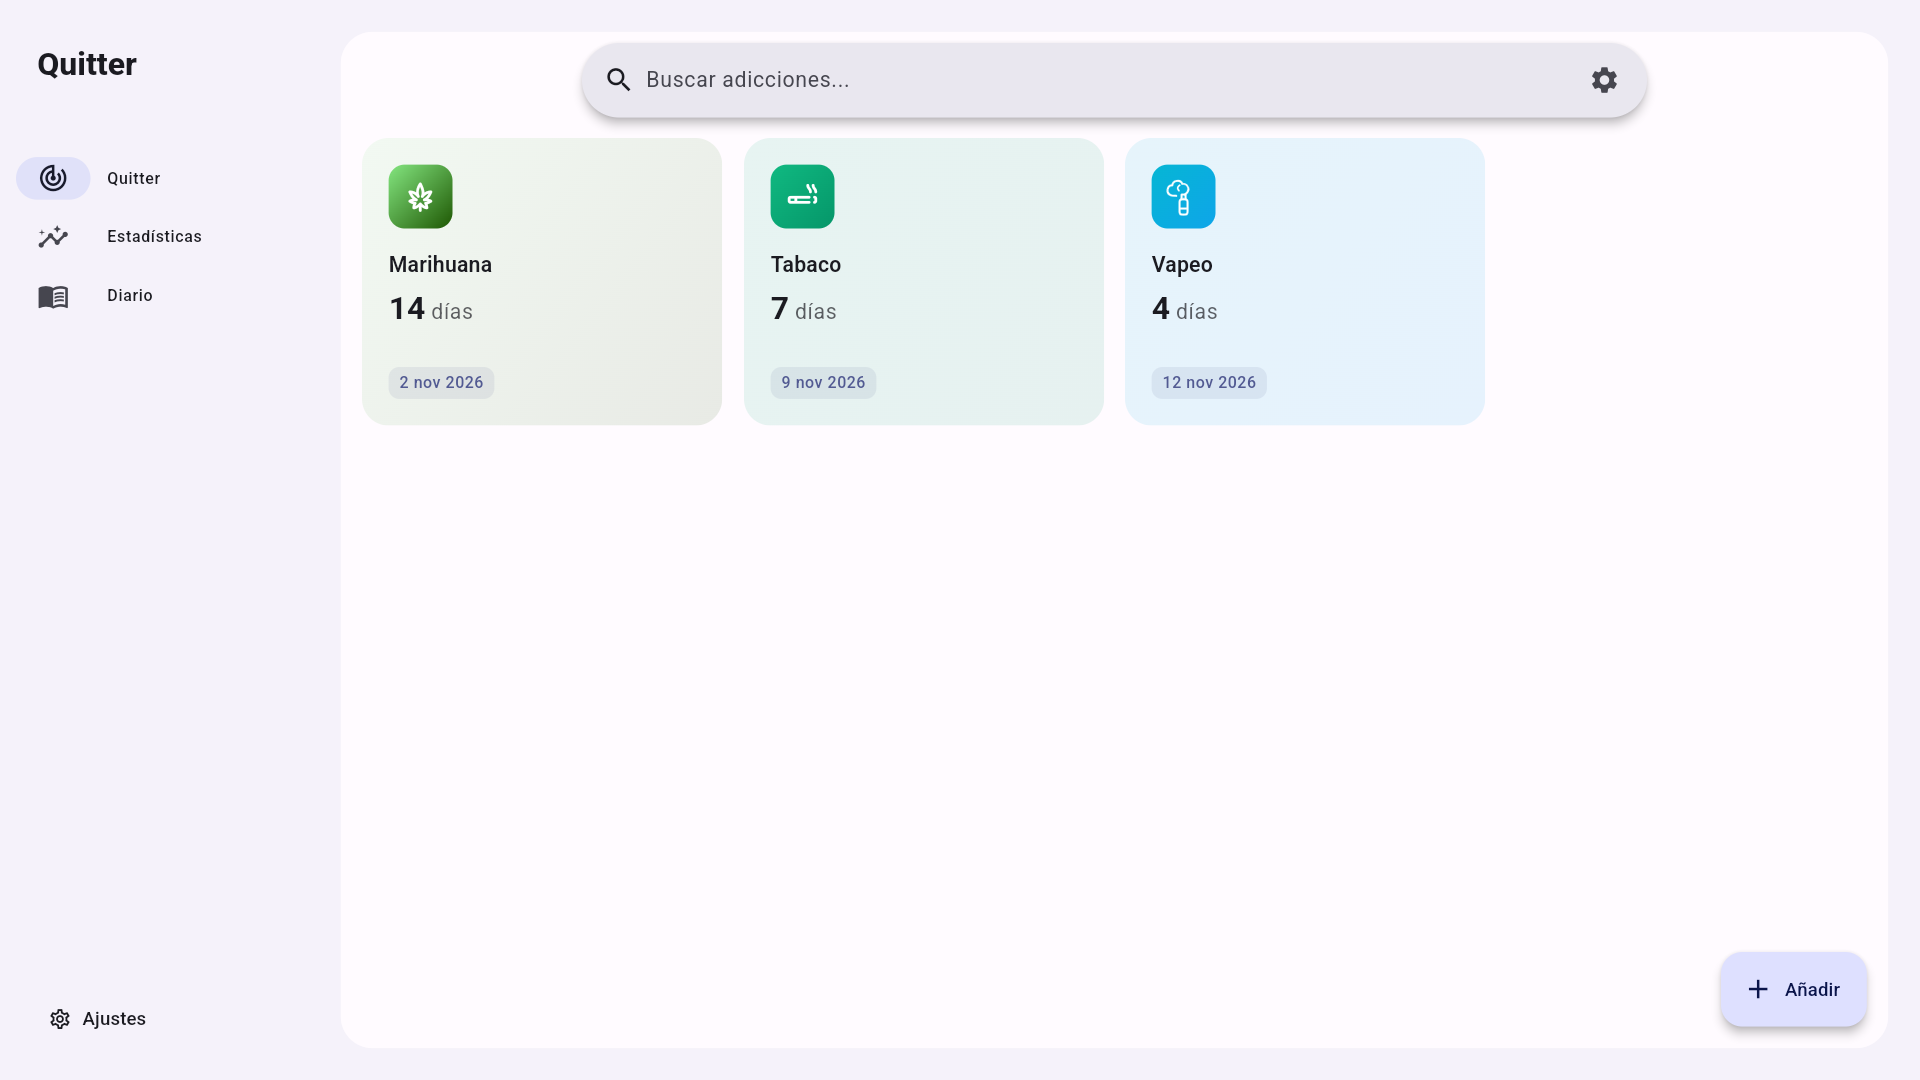 Quitter
Quitter
Estadísticas
Diario
Ajustes
Buscar adicciones...
Marihuana
14 días
2 nov 2026
Tabaco
7 días
9 nov 2026
Vapeo
4 días
12 nov 2026
Añadir